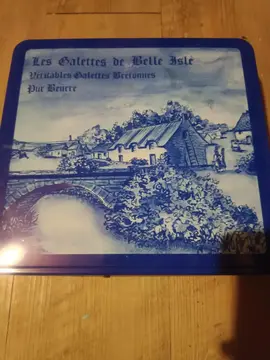 Les Galettes de Belle Isle
Véritables Galettes Bretonnes
Pur Beurre